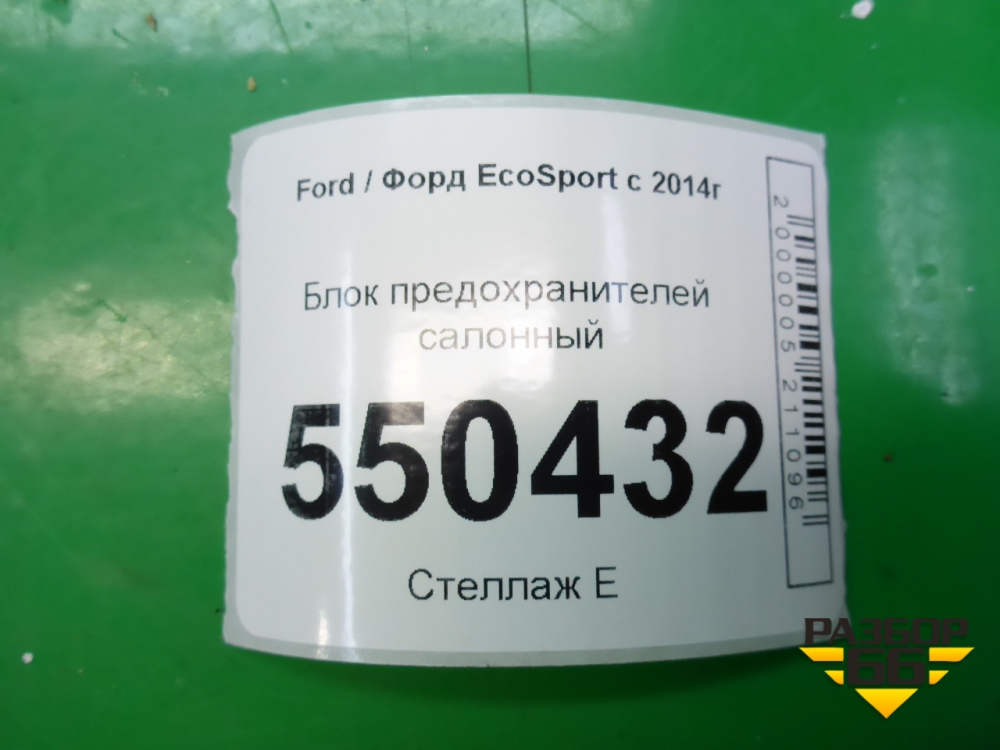 Ford / Форд EcoSport с 2014г
Блок предохранителей
салонный
550432
Стеллаж Е
2000005211096
РАЗБОР
66